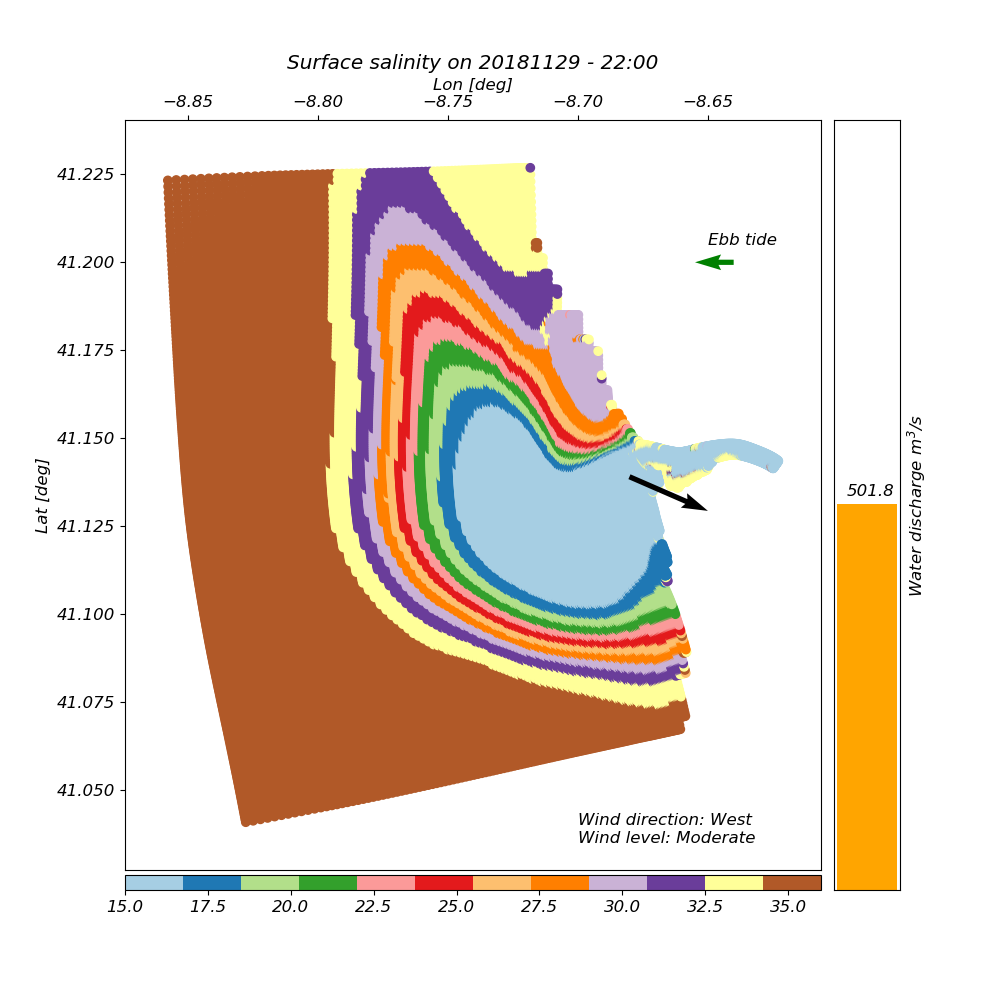 Surface salinity on 20181129 - 22:00
Lon [deg]
−8.85 −8.80 −8.75 −8.70 −8.65
41.225
41.200
41.175
41.150
41.125
41.100
41.075
41.050
Lat [deg]
Ebb tide
Wind direction: West
Wind level: Moderate
501.8
Water discharge m³/s
15.0 17.5 20.0 22.5 25.0 27.5 30.0 32.5 35.0